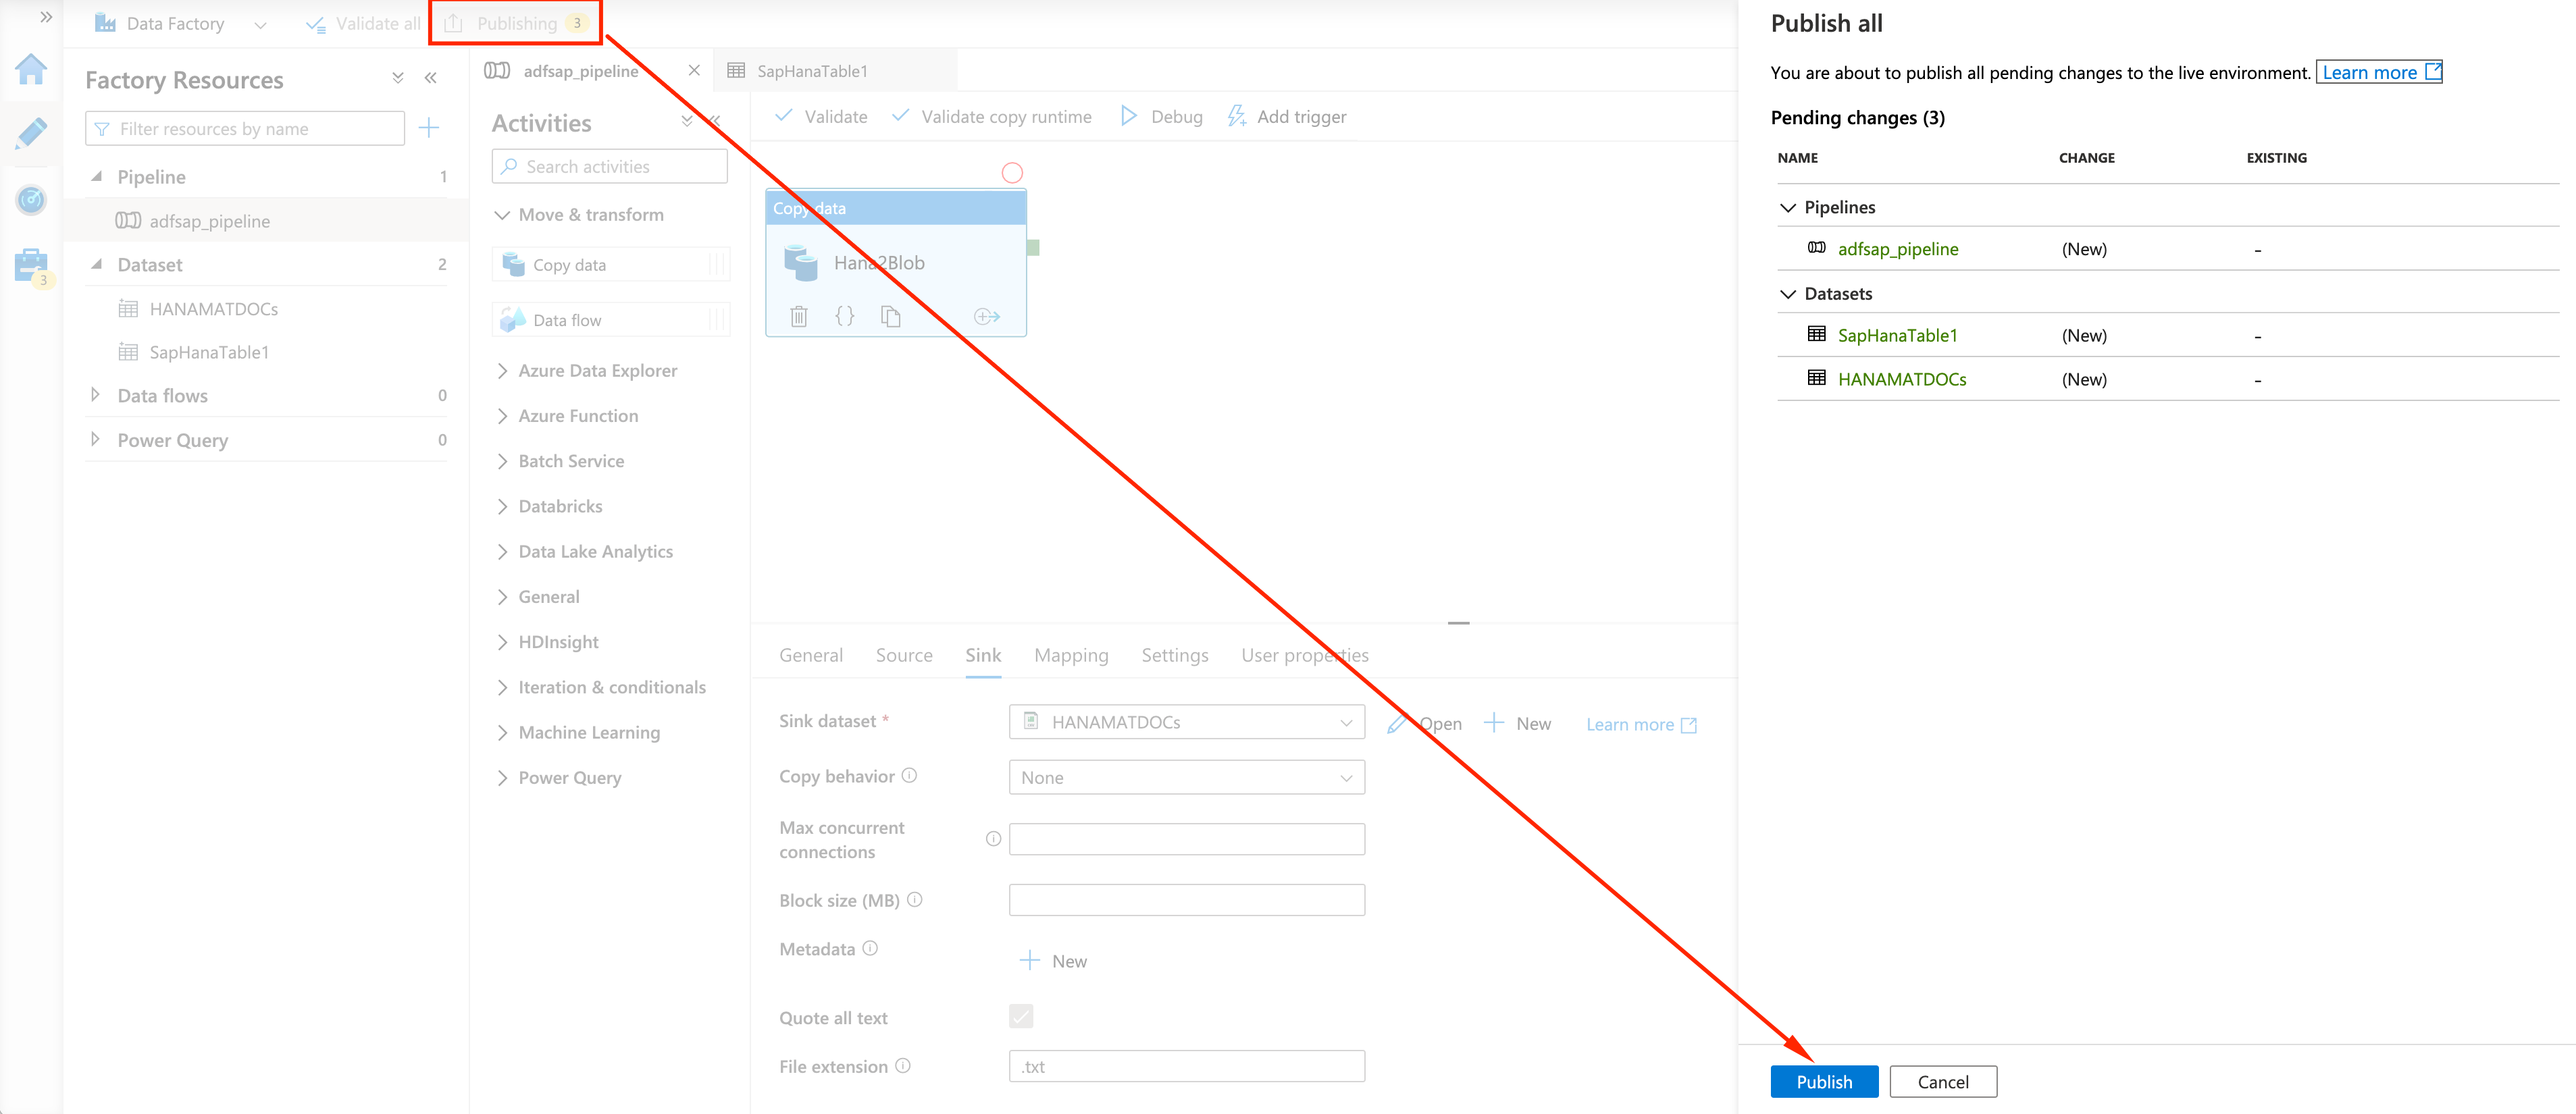 Data Factory
Validate all
Publishing 3
Factory Resources
Filter resources by name
Pipeline 1
adfsap_pipeline
Dataset 2
HANAMATDOCs
SapHanaTable1
Data flows 0
Power Query 0
3
adfsap_pipeline
SapHanaTable1
Activities
Search activities
Move & transform
Copy data
Data flow
Azure Data Explorer
Azure Function
Batch Service
Databricks
Data Lake Analytics
General
HDInsight
Iteration & conditionals
Machine Learning
Power Query
Validate
Validate copy runtime
Debug
Add trigger
Copy data
Hana2Blob
General Source Sink Mapping Settings User properties
Sink dataset * HANAMATDOCs Open New Learn more
Copy behavior None
Max concurrent
connections
Block size (MB)
Metadata New
Quote all text
File extension .txt
Publish all
You are about to publish all pending changes to the live environment. Learn more
Pending changes (3)
NAME CHANGE EXISTING
Pipelines
adfsap_pipeline (New) -
Datasets
SapHanaTable1 (New) -
HANAMATDOCs (New) -
Publish Cancel